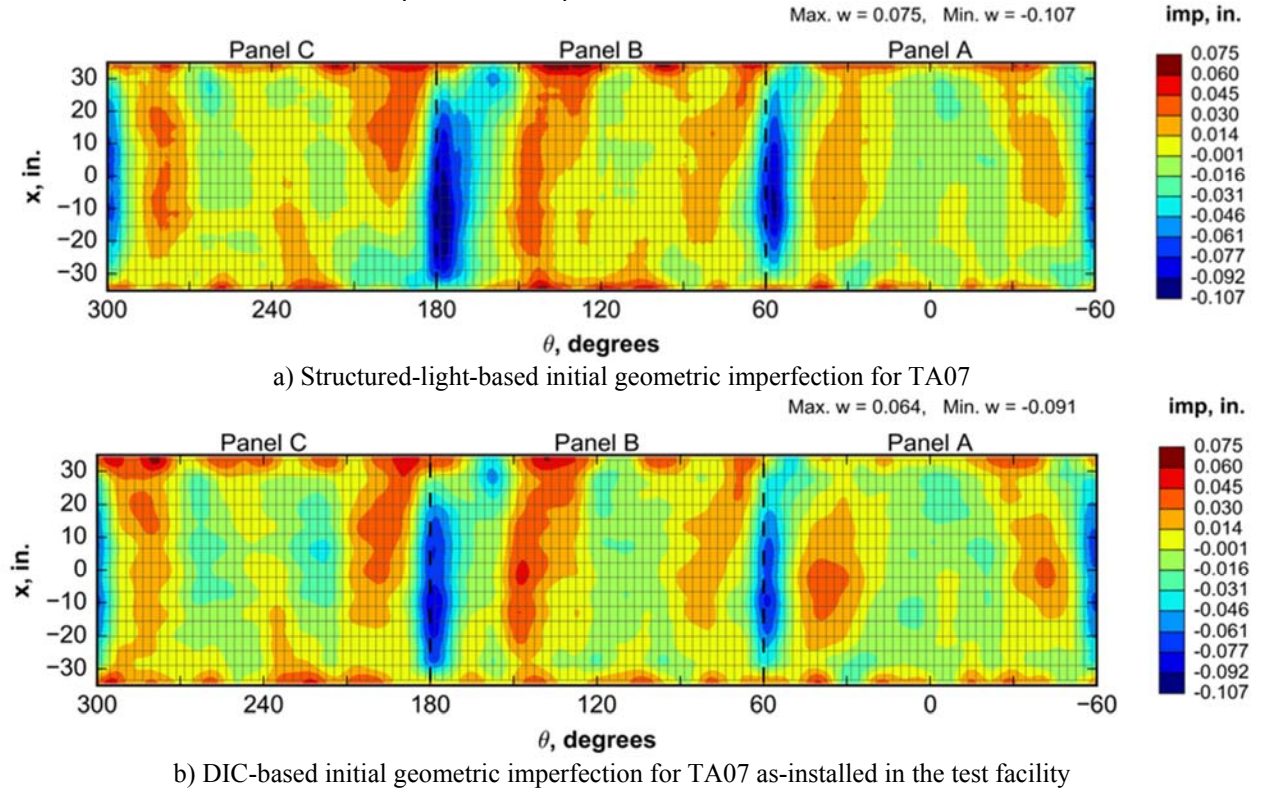 Max. w = 0.075, Min. w = -0.107
imp, in.
Panel C Panel B Panel A
0.075
0.060
0.045
0.030
0.014
-0.001
-0.016
-0.031
-0.046
-0.061
-0.077
-0.092
-0.107
30
20
10
0
−10
−20
−30
x, in.
300 240 180 120 60 0 −60
θ, degrees
a) Structured-light-based initial geometric imperfection for TA07
Max. w = 0.064, Min. w = -0.091
imp, in.
Panel C Panel B Panel A
0.075
0.060
0.045
0.030
0.014
-0.001
-0.016
-0.031
-0.046
-0.061
-0.077
-0.092
-0.107
30
20
10
0
−10
−20
−30
x, in.
300 240 180 120 60 0 −60
θ, degrees
b) DIC-based initial geometric imperfection for TA07 as-installed in the test facility